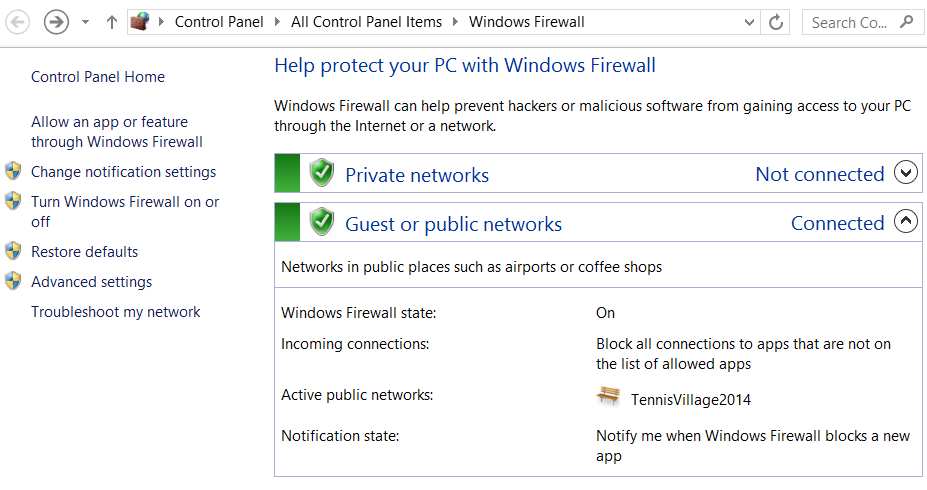 Control Panel All Control Panel Items Windows Firewall
Search Co...
Control Panel Home
Allow an app or feature
through Windows Firewall
Change notification settings
Turn Windows Firewall on or
off
Restore defaults
Advanced settings
Troubleshoot my network
Help protect your PC with Windows Firewall
Windows Firewall can help prevent hackers or malicious software from gaining access to your PC
through the Internet or a network.
Private networks Not connected
Guest or public networks Connected
Networks in public places such as airports or coffee shops
Windows Firewall state: On
Incoming connections: Block all connections to apps that are not on
the list of allowed apps
Active public networks: TennisVillage2014
Notification state: Notify me when Windows Firewall blocks a new
app